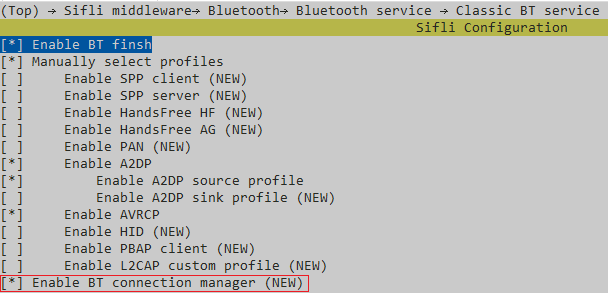 (Top) → Sifli middleware→ Bluetooth→ Bluetooth service → Classic BT service
Sifli Configuration
[*] Enable BT finsh
[*] Manually select profiles
[ ] Enable SPP client (NEW)
[ ] Enable SPP server (NEW)
[ ] Enable HandsFree HF (NEW)
[ ] Enable HandsFree AG (NEW)
[ ] Enable PAN (NEW)
[*] Enable A2DP
[*] Enable A2DP source profile
[ ] Enable A2DP sink profile (NEW)
[*] Enable AVRCP
[ ] Enable HID (NEW)
[ ] Enable PBAP client (NEW)
[ ] Enable L2CAP custom profile (NEW)
[*] Enable BT connection manager (NEW)